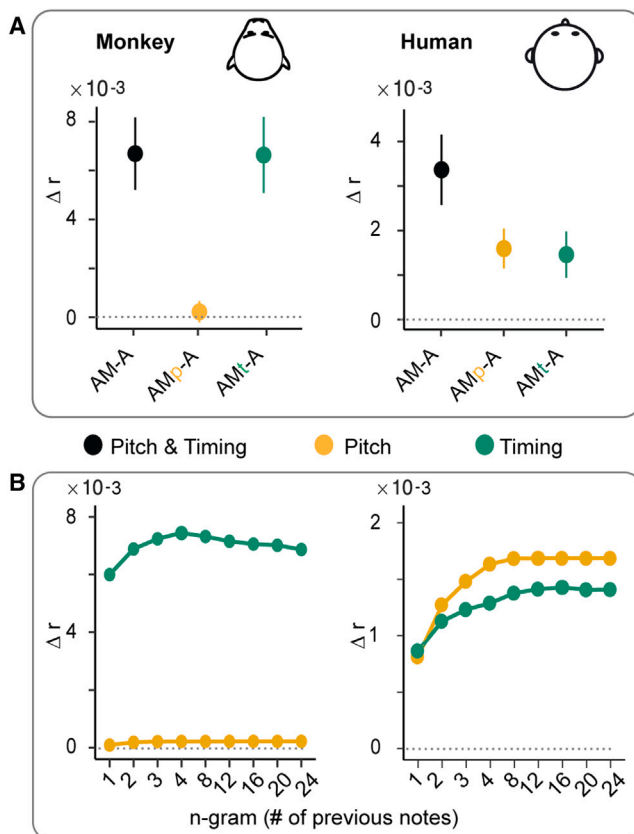 A
Monkey
Human
×10-3
×10-3
8
4
0
Δ r
4
2
0
Δ r
AM-A
AMp-A
AMt-A
AM-A
AMp-A
AMt-A
Pitch & Timing
Pitch
Timing
B
×10-3
×10-3
8
4
0
Δ r
2
1
0
Δ r
1 2 3 4 8 12 16 20 24
1 2 3 4 8 12 16 20 24
n-gram (# of previous notes)